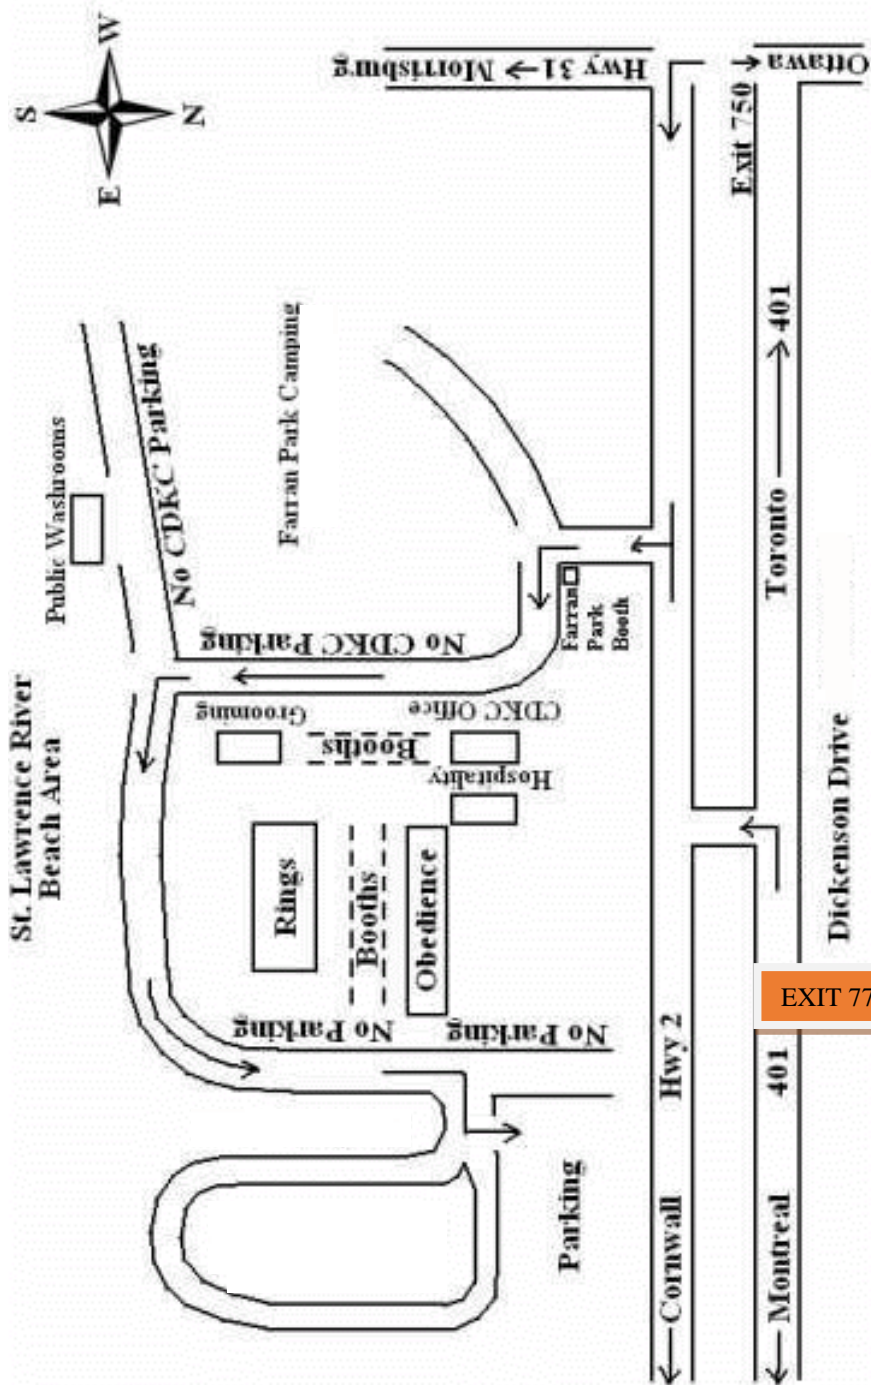 S
W
N
E
Morrisburg <- Hwy 31
Ottawa
Exit 750
Public Washrooms
No CDKC Parking
Farran Park Camping
Toronto
401
St. Lawrence River
Beach Area
No CDKC Parking
Farran
Park
Booth
Grooming
Booths
CDKC Office
Hospitality
Rings
Booths
Obedience
Dickenson Drive
No Parking
No Parking
EXIT 77
Parking
Cornwall
Hwy 2
Montreal
401